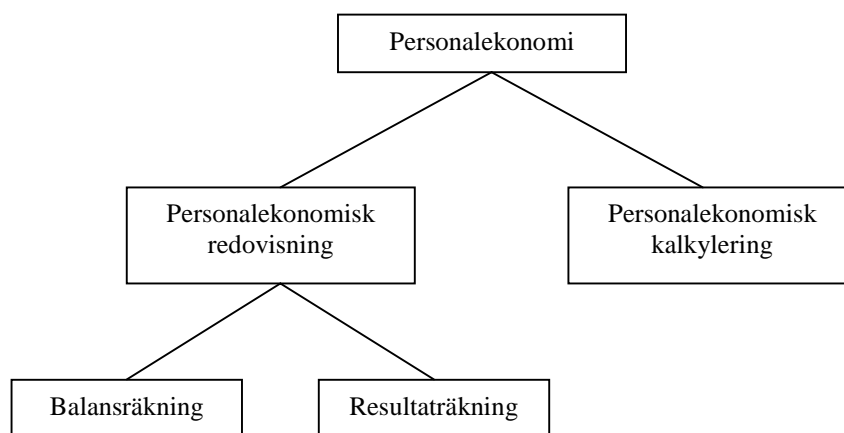 Personalekonomi
Personalekonomisk
redovisning
Personalekonomisk
kalkylering
Balansräkning
Resultaträkning